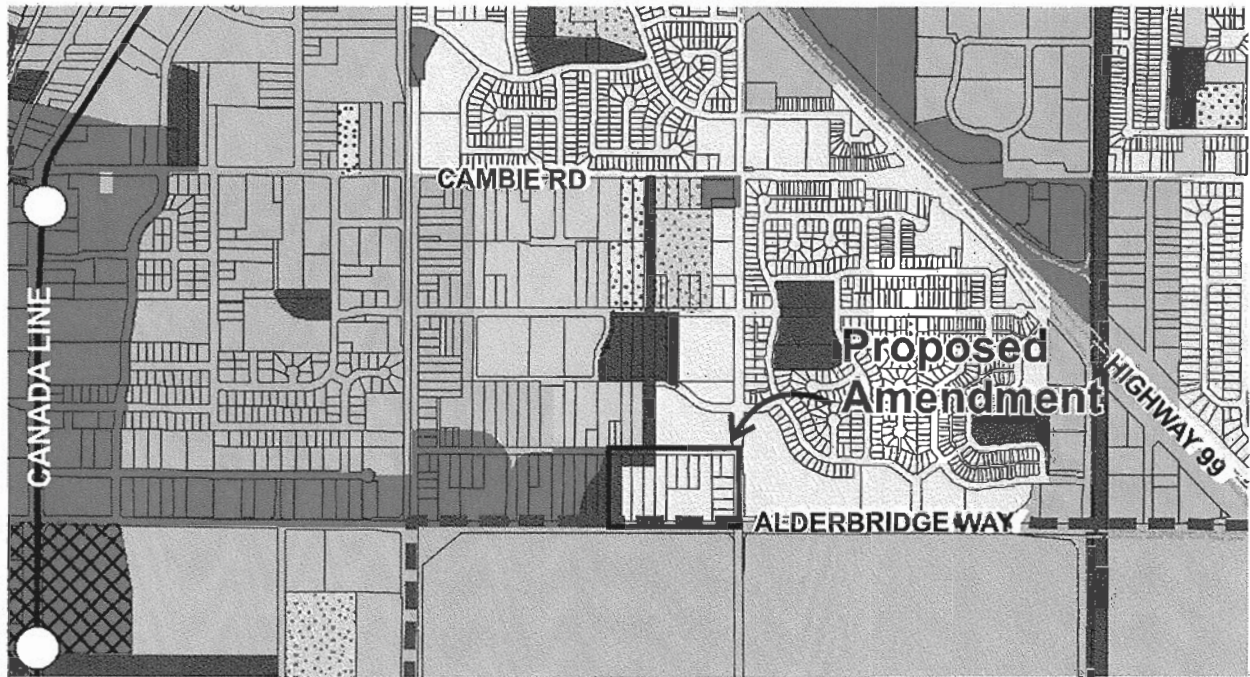 CAMBIE RD
CANADA LINE
Proposed
Amendment
HIGHWAY 99
ALDERBRIDGE WAY